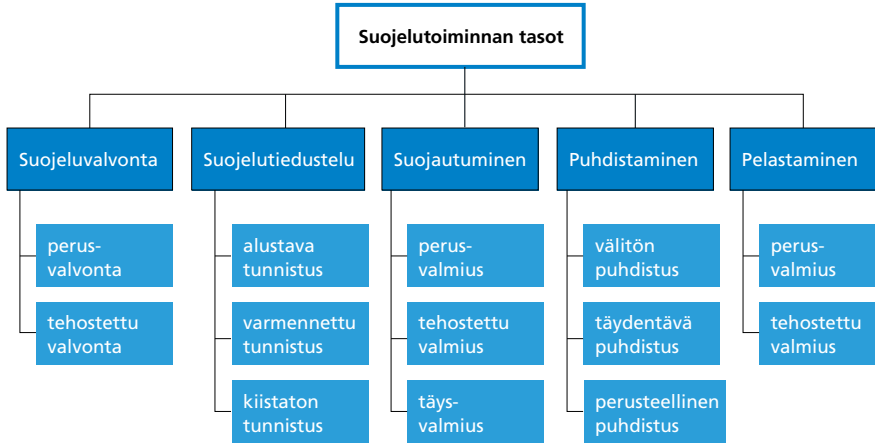 Suojelutoiminnan tasot
Suojeluvalvonta
perus-
valvonta
tehostettu
valvonta
Suojelutiedustelu
alustava
tunnistus
varmennettu
tunnistus
kiistaton
tunnistus
Suojautuminen
perus-
valmius
tehostettu
valmius
täys-
valmius
Puhdistaminen
välitön
puhdistus
täydentävä
puhdistus
perusteellinen
puhdistus
Pelastaminen
perus-
valmius
tehostettu
valmius